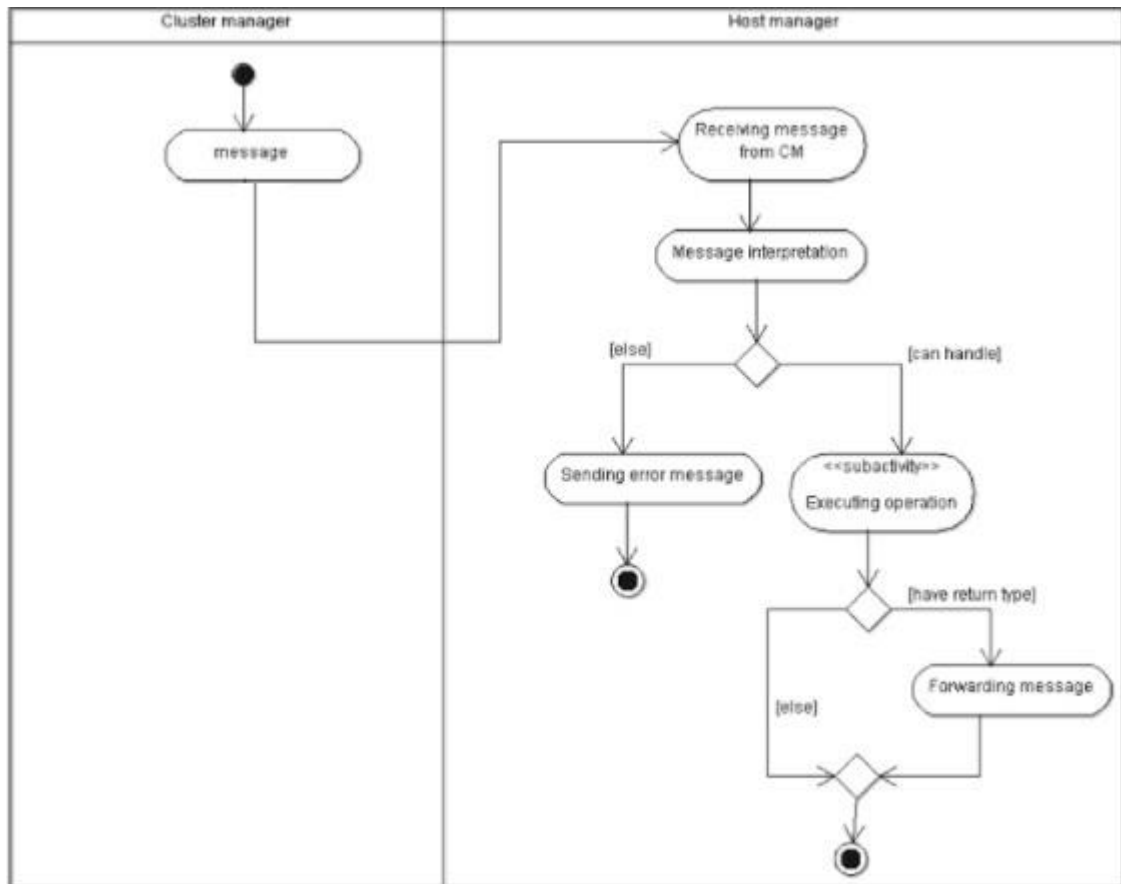 Cluster manager
Host manager
message
Receiving message
from CM
Message interpretation
[else]
[can handle]
Sending error message
<<subactivity>>
Executing operation
[have return type]
Forwarding message
[else]